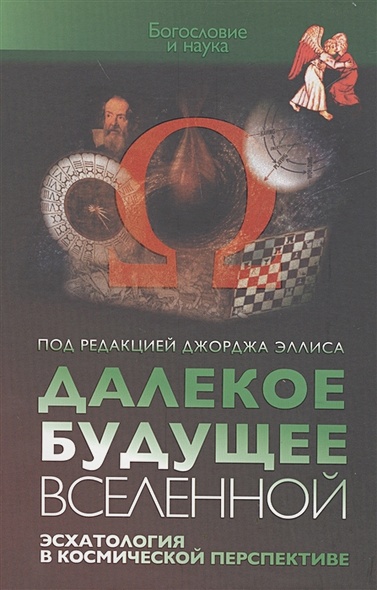 Богословие
и наука
Ω
ПОД РЕДАКЦИЕЙ ДЖОРДЖА ЭЛЛИСА
ДАЛЕКОЕ
БУДУЩЕЕ
ВСЕЛЕННОЙ
ЭСХАТОЛОГИЯ
В КОСМИЧЕСКОЙ ПЕРСПЕКТИВЕ